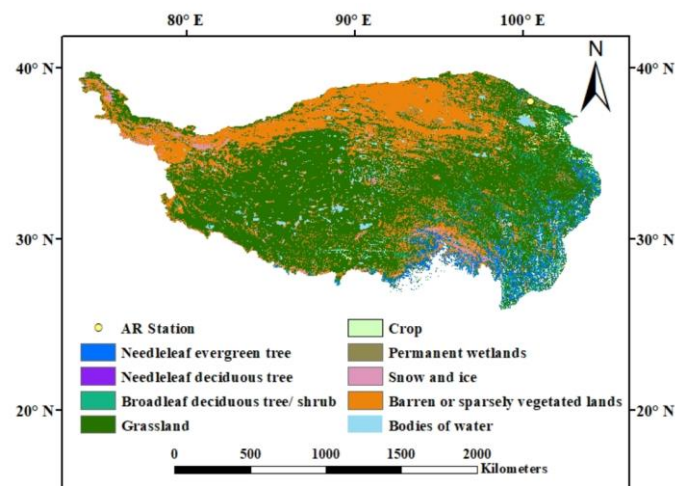 80° E 90° E 100° E
N
40° N 40° N
30° N 30° N
20° N 20° N
AR Station
Needleleaf evergreen tree
Needleleaf deciduous tree
Broadleaf deciduous tree/ shrub
Grassland
Crop
Permanent wetlands
Snow and ice
Barren or sparsely vegetated lands
Bodies of water
0 500 1000 1500 2000
Kilometers